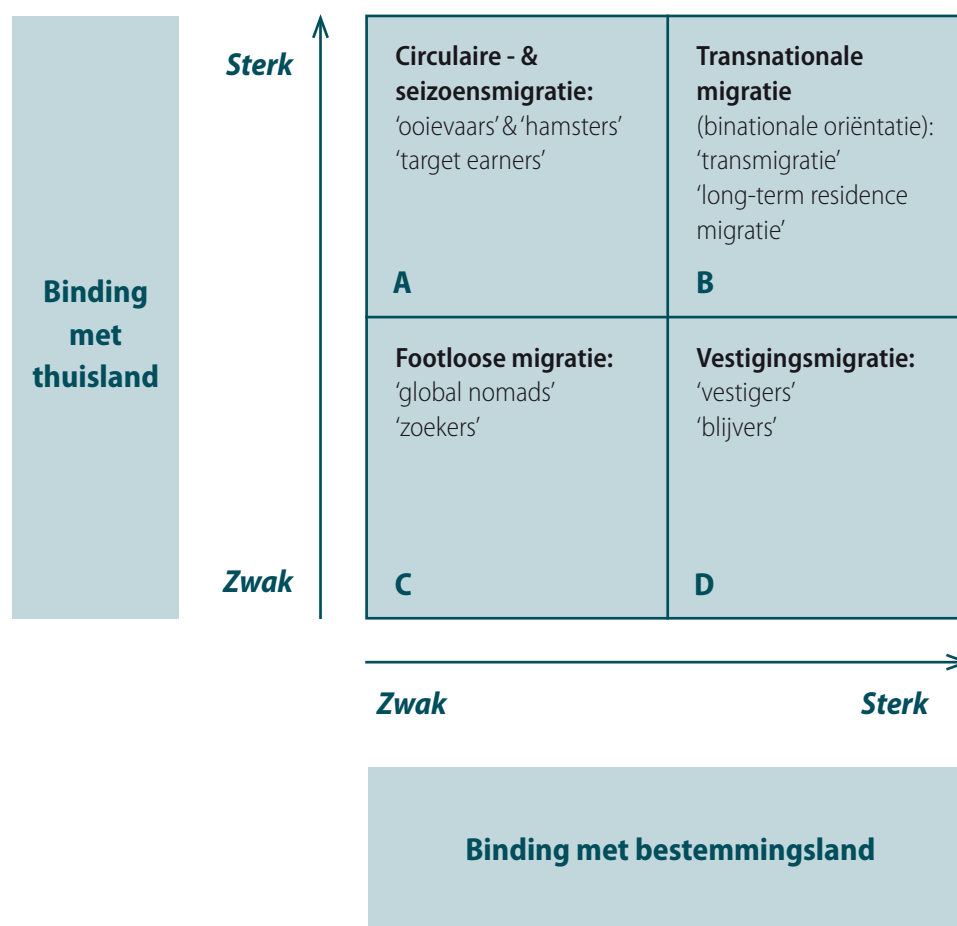 Binding
met
thuisland
Sterk
Zwak
Circulaire - &
seizoensmigratie:
‘ooievaars’ & ‘hamsters’
‘target earners’
A
Transnationale
migratie
(binationale oriëntatie):
‘transmigratie’
‘long-term residence
migratie’
B
Footloose migratie:
‘global nomads’
‘zoekers’
C
Vestigingsmigratie:
‘vestigers’
‘blijvers’
D
Zwak
Sterk
Binding met bestemmingsland